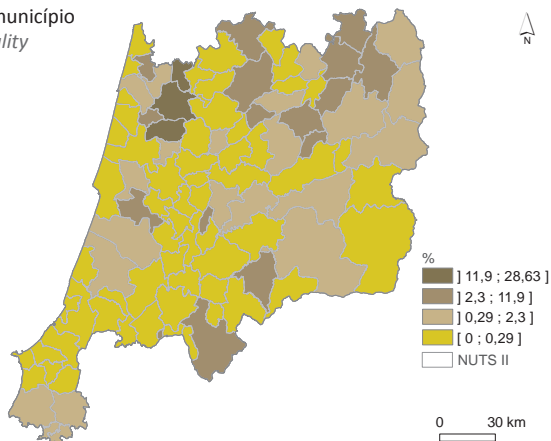 município
lity
N
%
] 11,9 ; 28,63 ]
] 2,3 ; 11,9 ]
] 0,29 ; 2,3 ]
[ 0 ; 0,29 ]
NUTS II
0 30 km